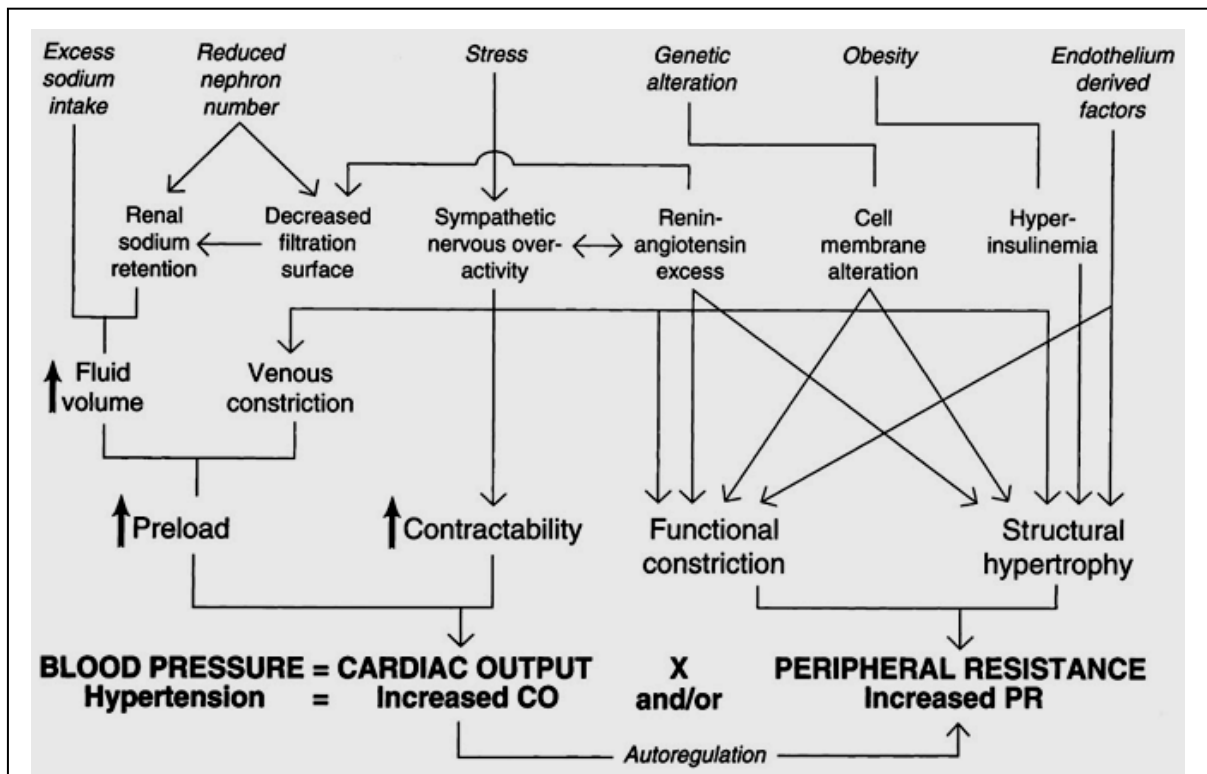 Excess
sodium
intake
Reduced
nephron
number
Stress
Genetic
alteration
Obesity
Endothelium
derived
factors
Renal
sodium
retention
Decreased
filtration
surface
Sympathetic
nervous over-
activity
Renin-
angiotensin
excess
Cell
membrane
alteration
Hyper-
insulinemia
Fluid
volume
Venous
constriction
Preload
Contractability
Functional
constriction
Structural
hypertrophy
BLOOD PRESSURE = CARDIAC OUTPUT X PERIPHERAL RESISTANCE
Hypertension = Increased CO and/or Increased PR
Autoregulation